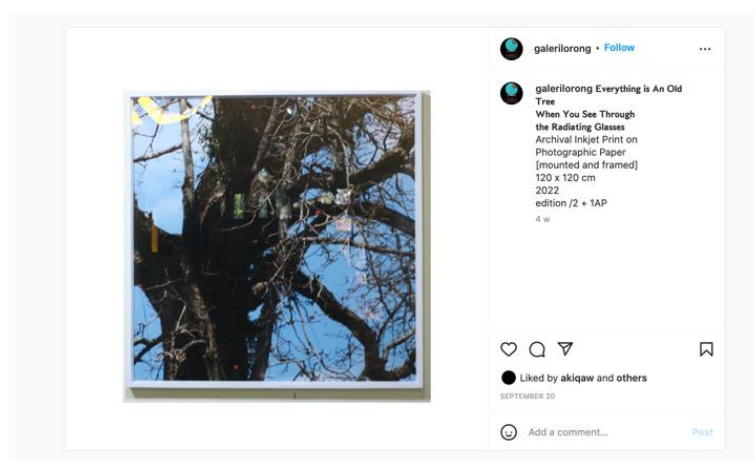 galerilorong • Follow
galerilorong Everything is An Old
Tree
When You See Through
the Radiating Glasses
Archival Inkjet Print on
Photographic Paper
[mounted and framed]
120 x 120 cm
2022
edition /2 + 1AP
4 w
Liked by akiqaw and others
SEPTEMBER 20
Add a comment...
Post